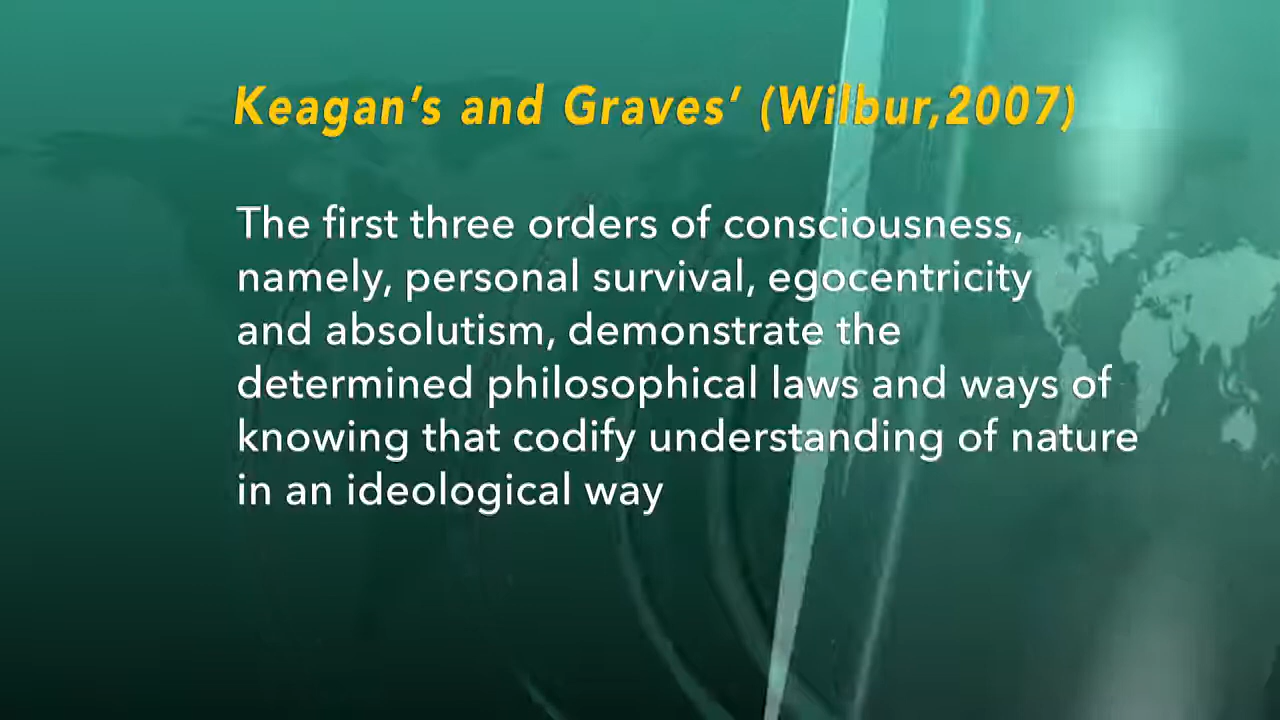 Keagan's and Graves' (Wilbur,2007)
The first three orders of consciousness,
namely, personal survival, egocentricity
and absolutism, demonstrate the
determined philosophical laws and ways of
knowing that codify understanding of nature
in an ideological way